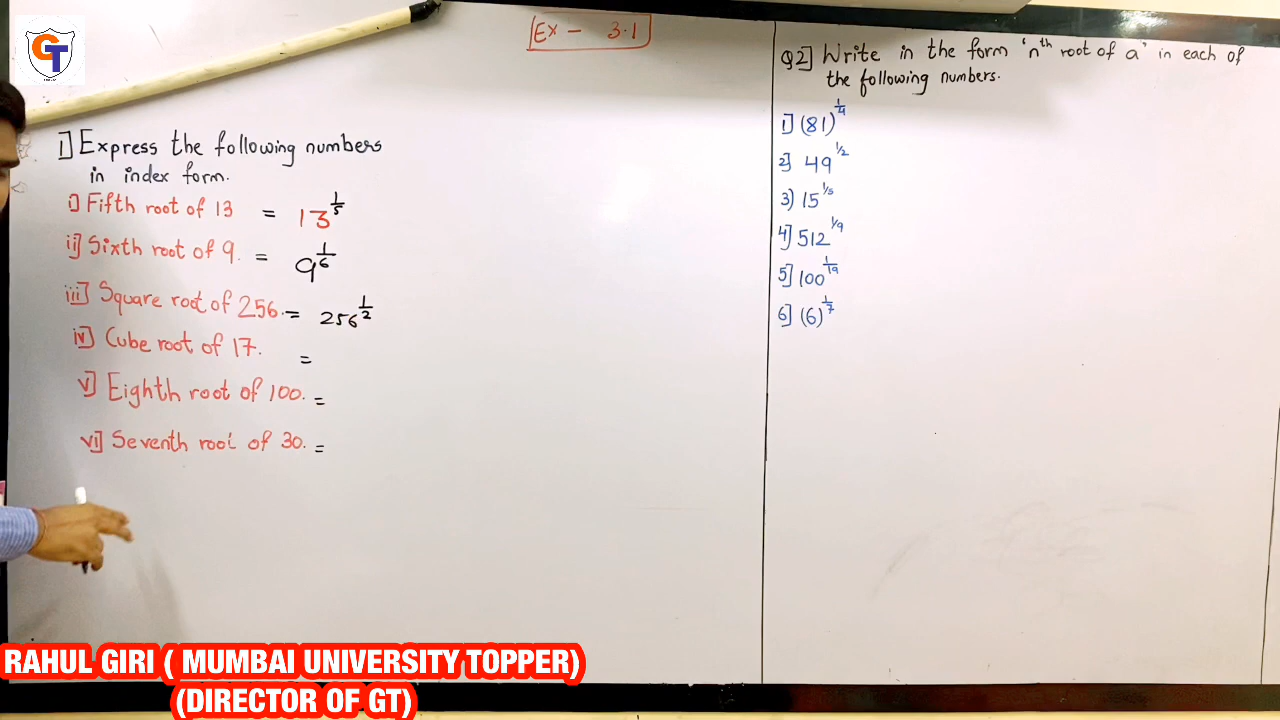 GT
Ex - 3.1
1] Express the following numbers
in index form.
i) Fifth root of 13 = 13^1/5
ii] Sixth root of 9. = 9^1/6
iii] Square root of 256. = 256^1/2
iv] Cube root of 17. =
v] Eighth root of 100. =
vi] Seventh root of 30. =
Q2] Write in the form 'nth root of a' in each of
the following numbers.
1] (81)^1/4
2] 49^1/2
3) 15^1/5
4] 512^1/9
5] 100^1/19
6] (6)^1/7
RAHUL GIRI ( MUMBAI UNIVERSITY TOPPER)
(DIRECTOR OF GT)